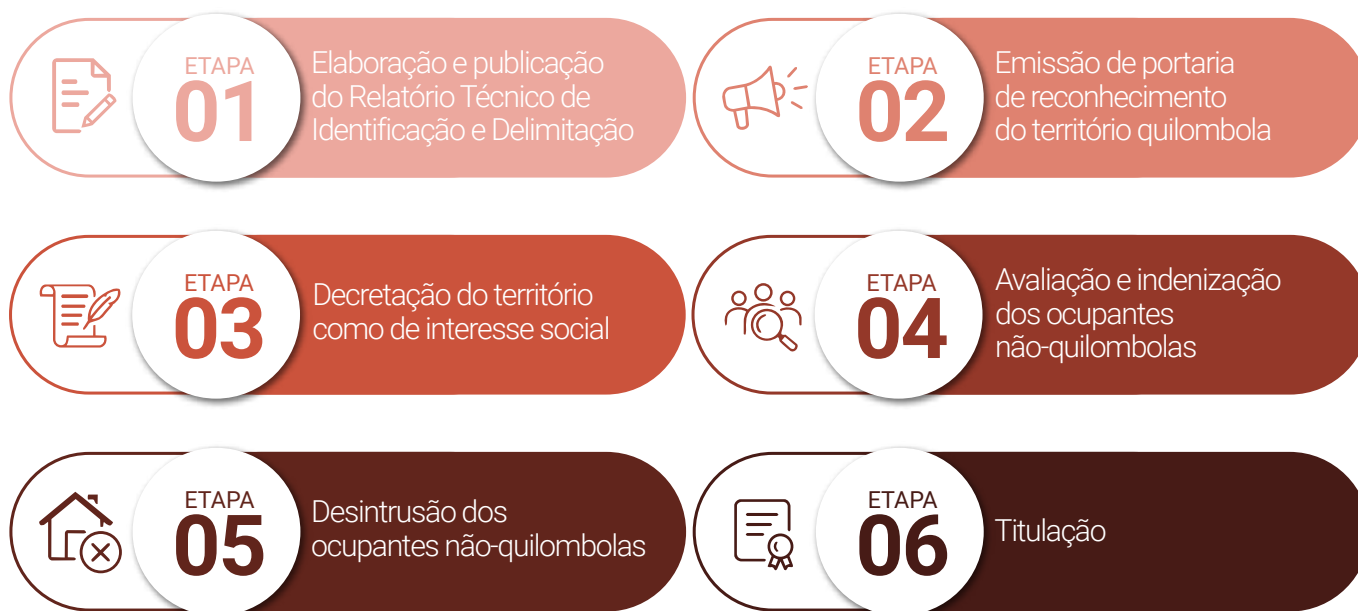 ETAPA
01
Elaboração e publicação
do Relatório Técnico de
Identificação e Delimitação
ETAPA
02
Emissão de portaria
de reconhecimento
do território quilombola
ETAPA
03
Decretação do território
como de interesse social
ETAPA
04
Avaliação e indenização
dos ocupantes
não-quilombolas
ETAPA
05
Desintrusão dos
ocupantes não-quilombolas
ETAPA
06
Titulação